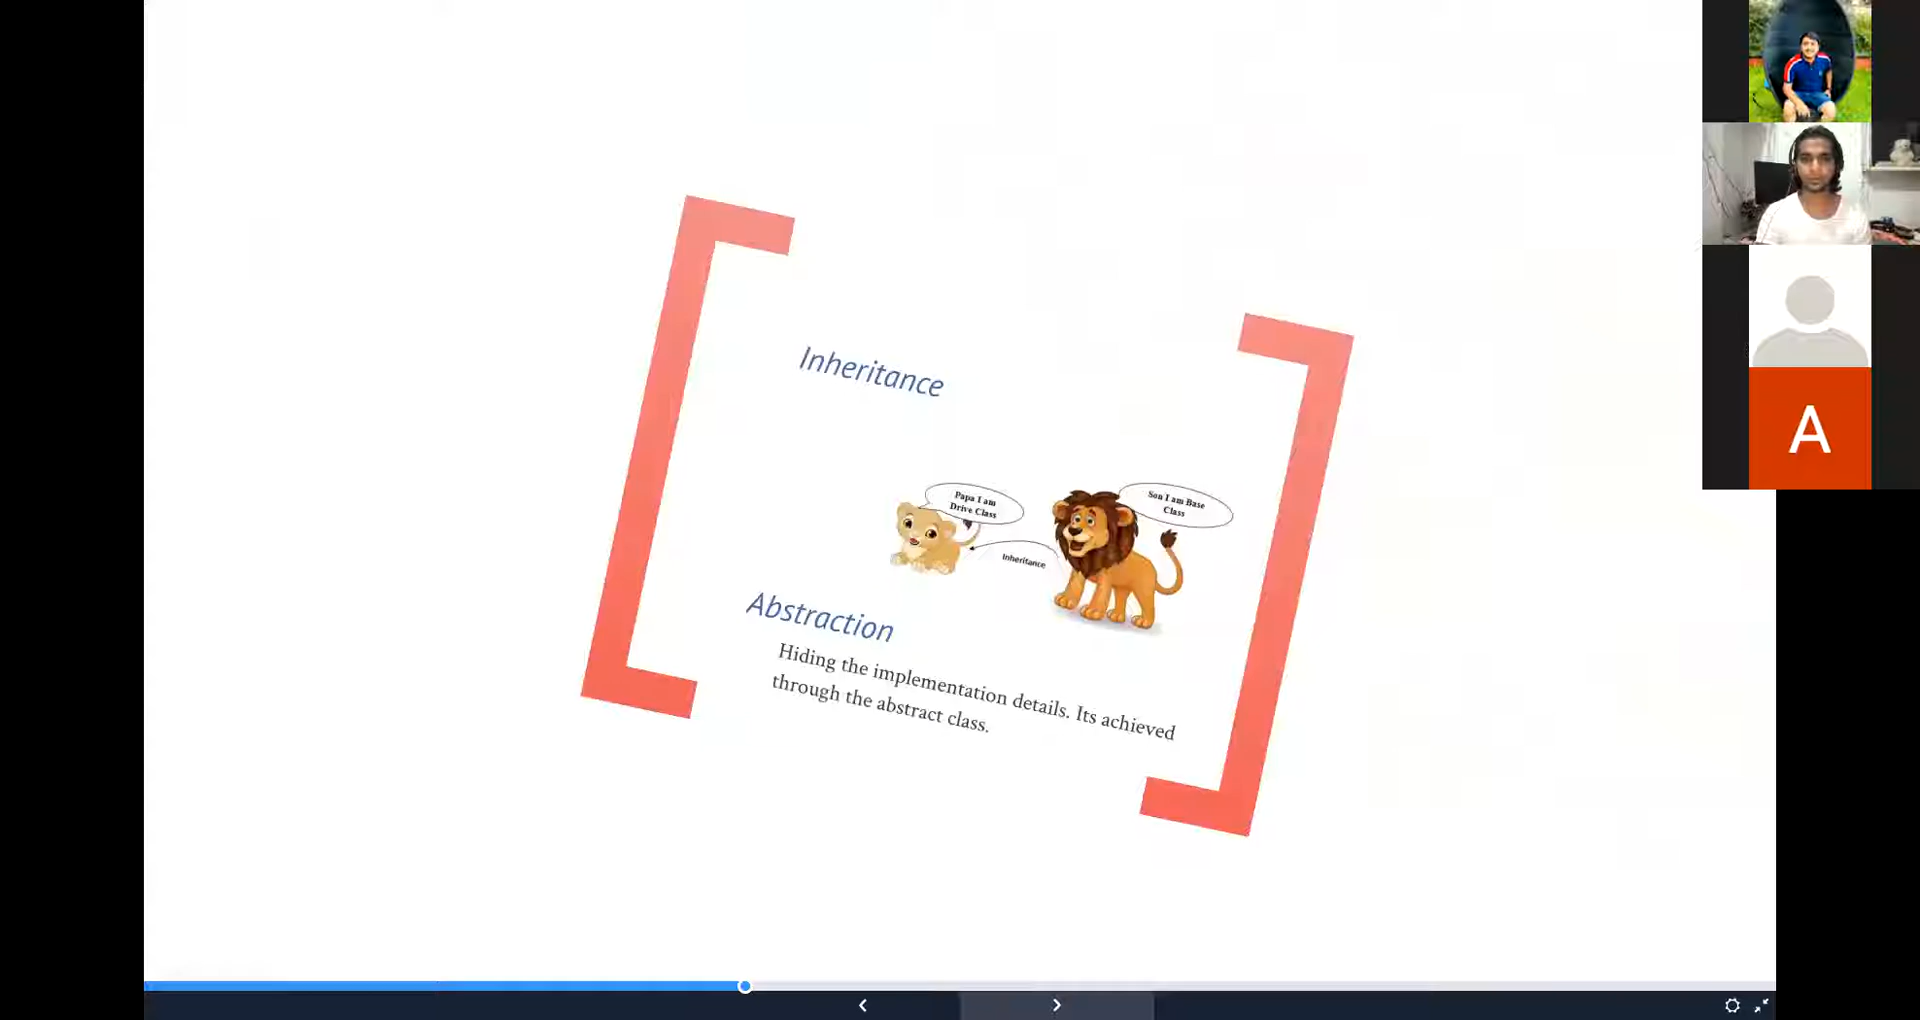 Inheritance
Papa I am
Drive Class
Son I am Base
Class
Inheritance
Abstraction
Hiding the implementation details. Its achieved
through the abstract class.
A